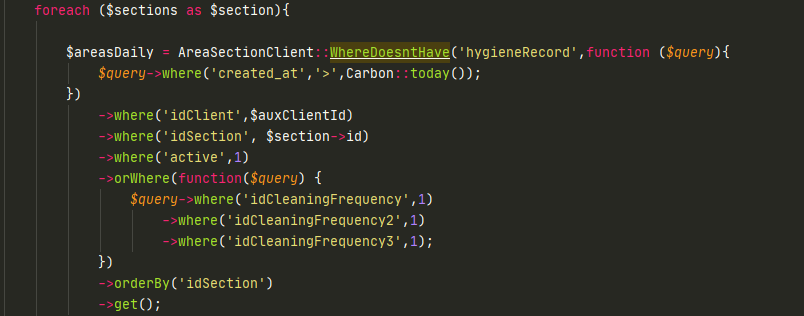 foreach ($sections as $section){
$areasDaily = AreaSectionClient::WhereDoesntHave('hygieneRecord',function ($query){
$query->where('created_at','>',Carbon::today());
})
->where('idClient',$auxClientId)
->where('idSection', $section->id)
->where('active',1)
->orWhere(function($query) {
$query->where('idCleaningFrequency',1)
->where('idCleaningFrequency2',1)
->where('idCleaningFrequency3',1);
})
->orderBy('idSection')
->get();